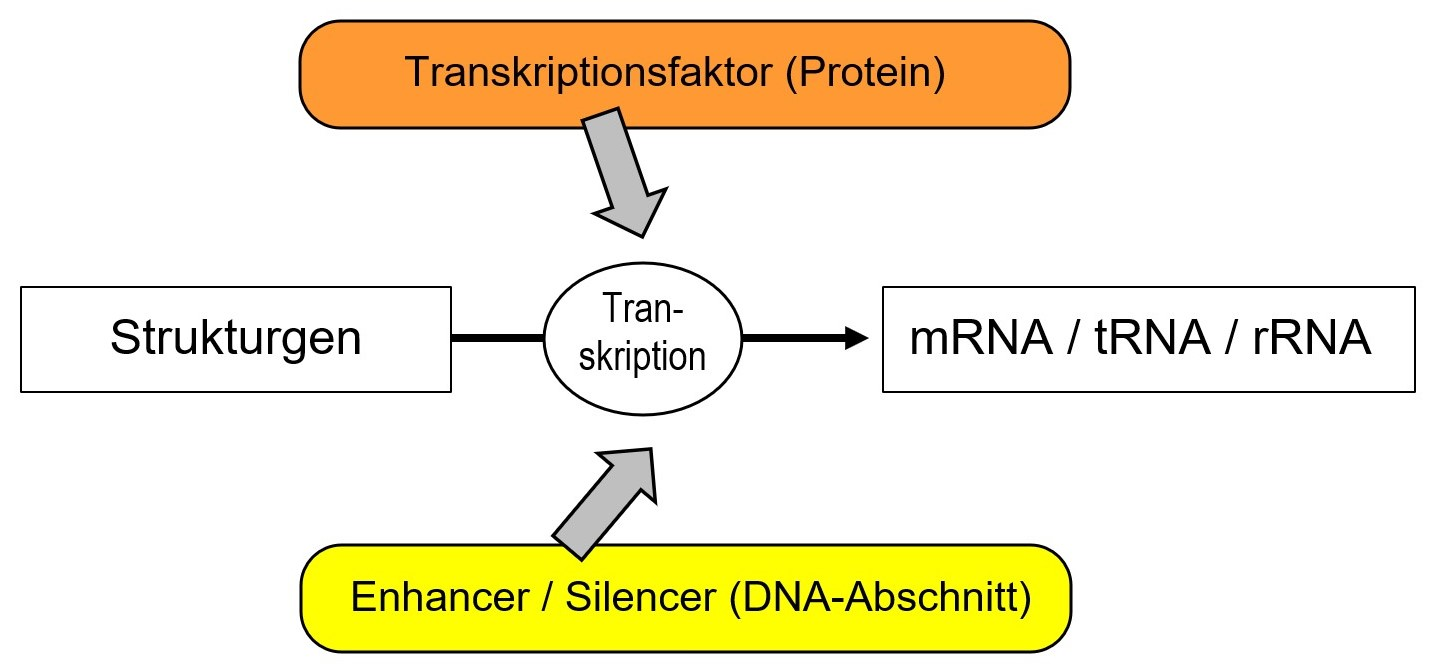 Transkriptionsfaktor (Protein)
Strukturgen
Tran-
skription
mRNA / tRNA / rRNA
Enhancer / Silencer (DNA-Abschnitt)